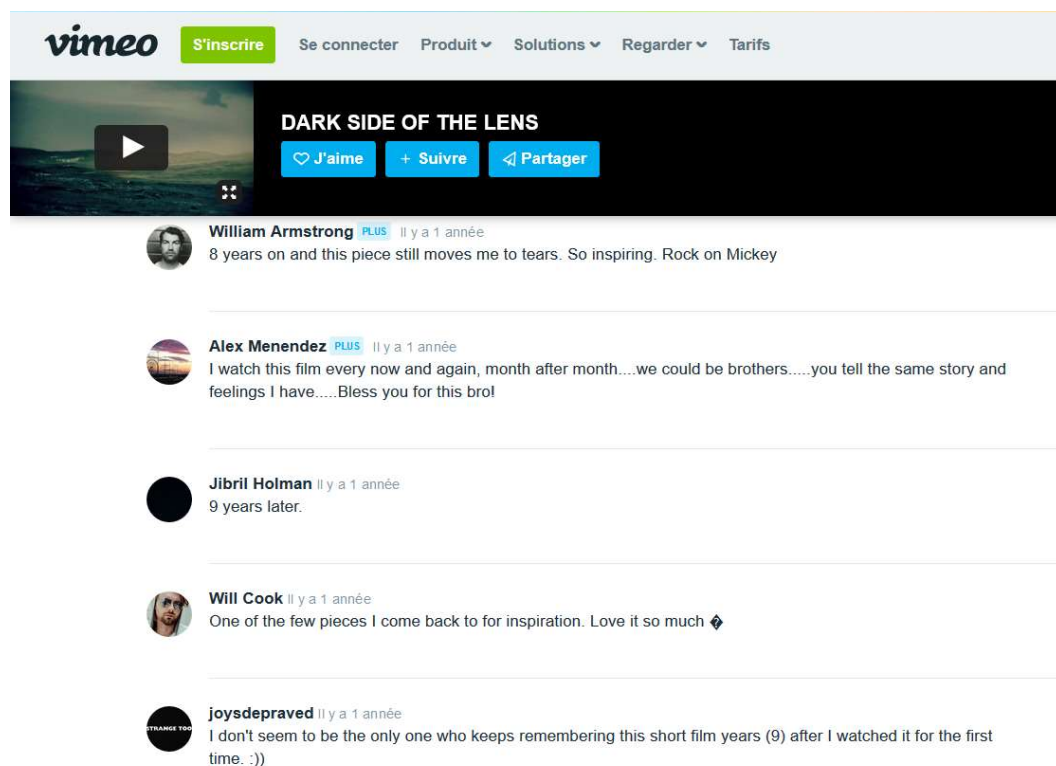 vimeo S'inscrire Se connecter Produit Solutions Regarder Tarifs
DARK SIDE OF THE LENS
J'aime + Suivre Partager
William Armstrong PLUS Il y a 1 année
8 years on and this piece still moves me to tears. So inspiring. Rock on Mickey
Alex Menendez PLUS Il y a 1 année
I watch this film every now and again, month after month....we could be brothers.....you tell the same story and
feelings I have.....Bless you for this bro!
Jibril Holman Il y a 1 année
9 years later.
Will Cook Il y a 1 année
One of the few pieces I come back to for inspiration. Love it so much �
STRANGE TOO
joysdepraved Il y a 1 année
I don't seem to be the only one who keeps remembering this short film years (9) after I watched it for the first
time. :))